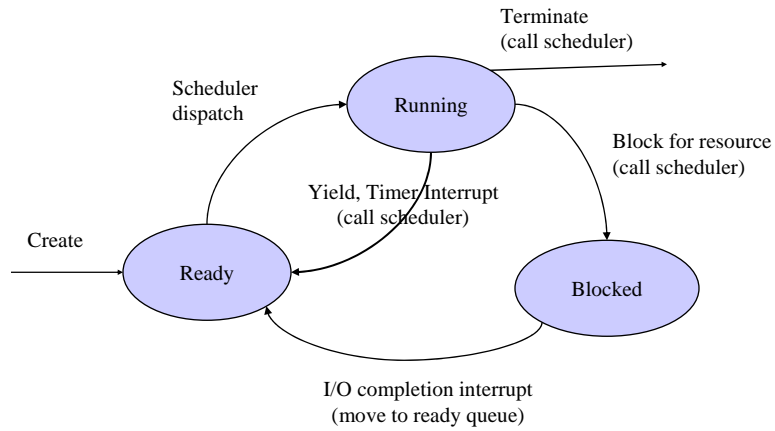 Terminate
(call scheduler)
Scheduler
dispatch
Running
Block for resource
(call scheduler)
Yield, Timer Interrupt
(call scheduler)
Create
Ready
Blocked
I/O completion interrupt
(move to ready queue)